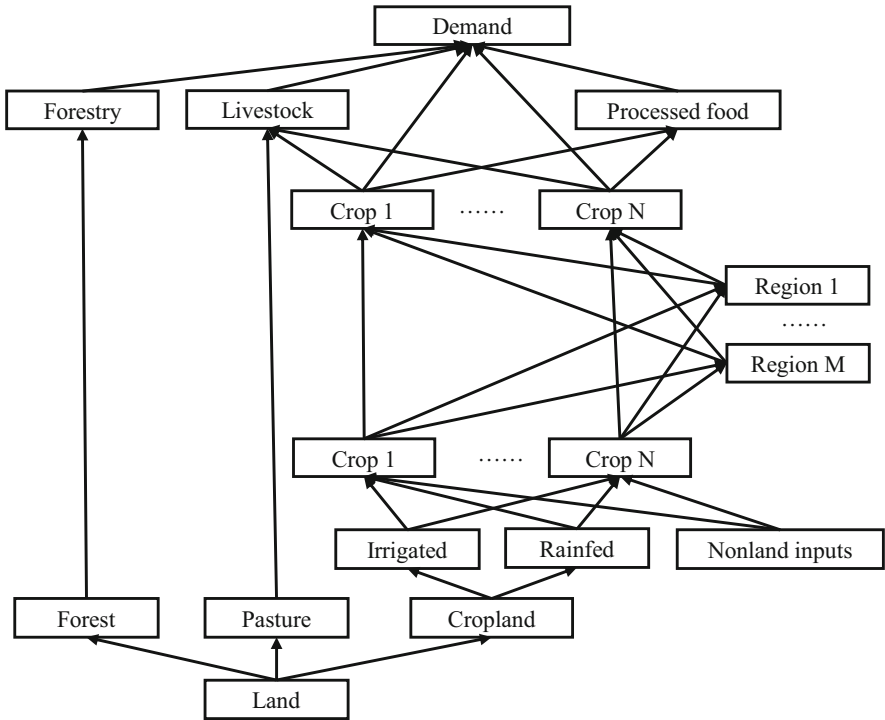 Demand
Forestry
Livestock
Processed food
Crop 1
......
Crop N
Region 1
......
Region M
Crop 1
......
Crop N
Irrigated
Rainfed
Nonland inputs
Forest
Pasture
Cropland
Land